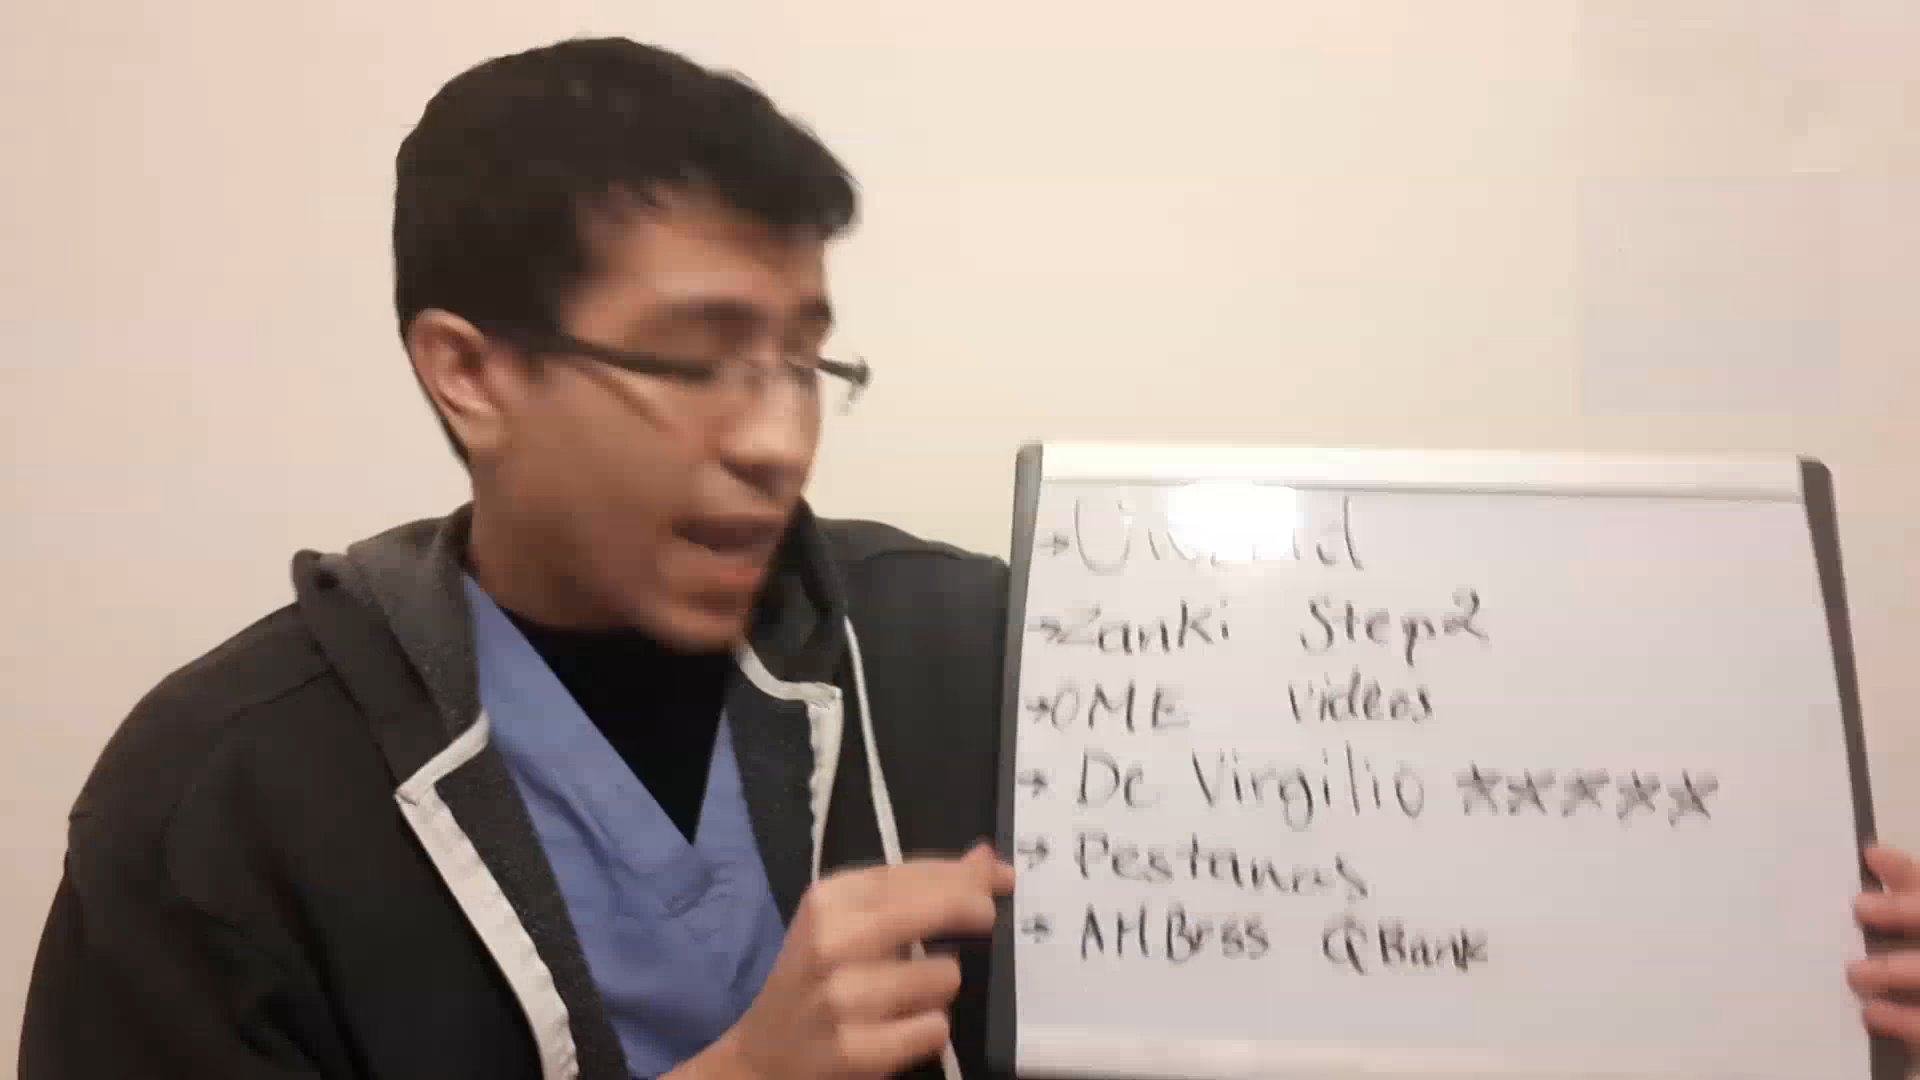 →Zanki Step2
→OME Videos
→ De Virgilio ★★★★★
→ Pestanas
→ AMBoss QBank